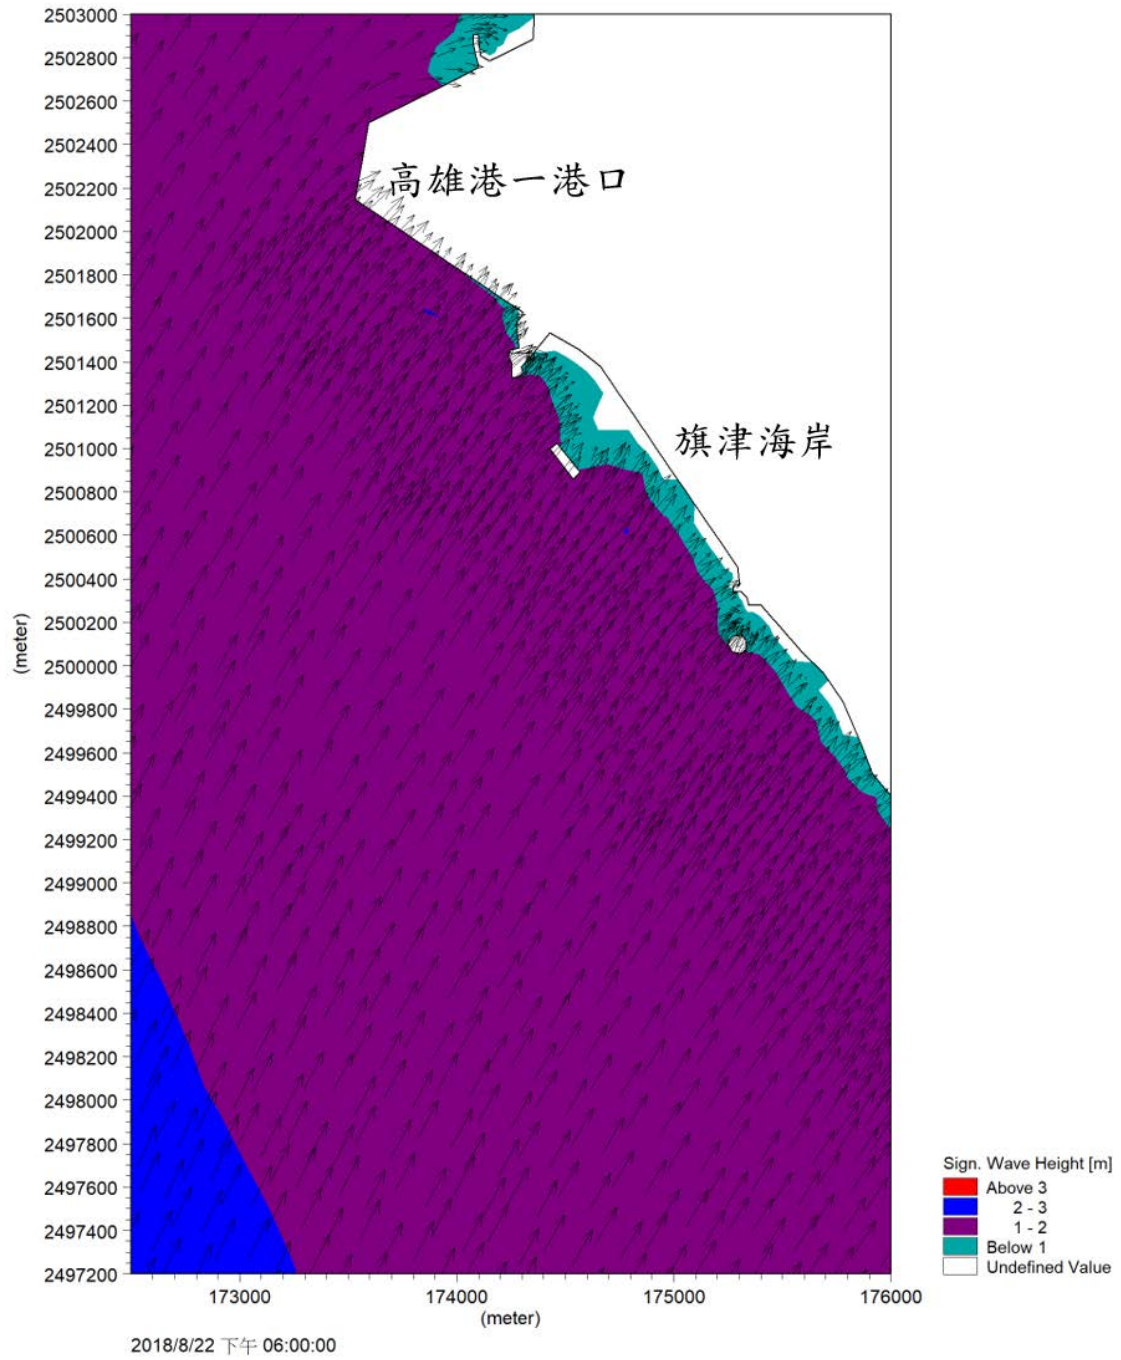 2503000
2502800
2502600
2502400
高雄港一港口
2502200
2502000
2501800
2501600
2501400
2501200
旗津海岸
2501000
2500800
2500600
2500400
2500200
(meter)
2500000
2499800
2499600
2499400
2499200
2499000
2498800
2498600
2498400
2498200
2498000
2497800
2497600
2497400
2497200
Sign. Wave Height [m]
Above 3
2 - 3
1 - 2
Below 1
Undefined Value
173000 174000 175000 176000
(meter)
2018/8/22 下午 06:00:00